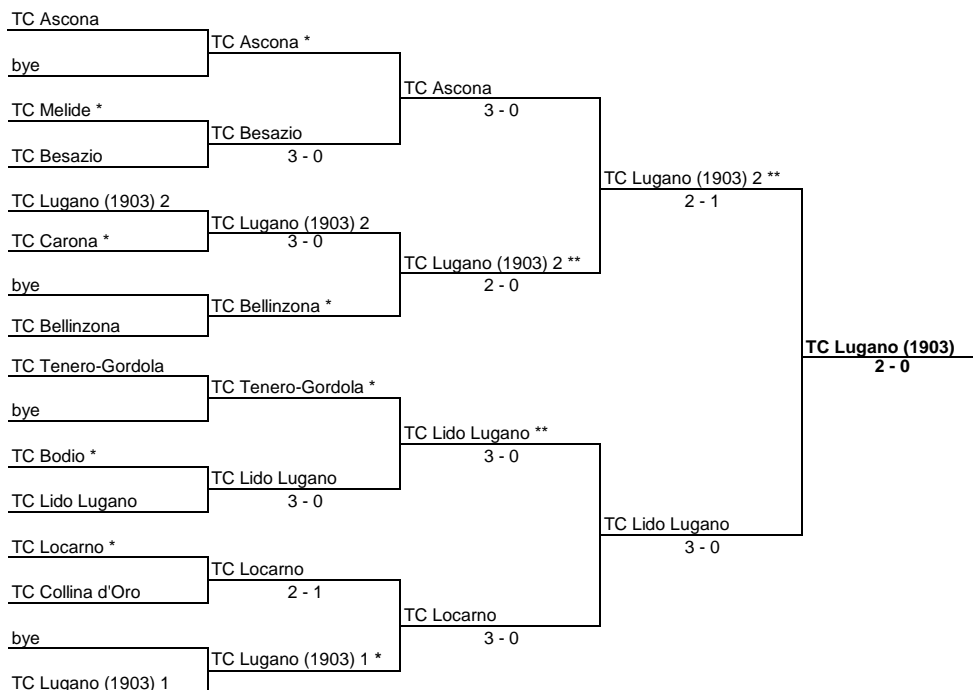 TC Ascona
bye
TC Melide *
TC Besazio
TC Lugano (1903) 2
TC Carona *
bye
TC Bellinzona
TC Tenero-Gordola
bye
TC Bodio *
TC Lido Lugano
TC Locarno *
TC Collina d'Oro
bye
TC Lugano (1903) 1
TC Ascona *
TC Besazio
3 - 0
TC Lugano (1903) 2
3 - 0
TC Bellinzona *
TC Tenero-Gordola *
TC Lido Lugano
3 - 0
TC Locarno
2 - 1
TC Lugano (1903) 1 *
TC Ascona
3 - 0
TC Lugano (1903) 2 **
2 - 0
TC Lido Lugano **
3 - 0
TC Locarno
3 - 0
TC Lugano (1903) 2 **
2 - 1
TC Lido Lugano
3 - 0
TC Lugano (1903)
2 - 0